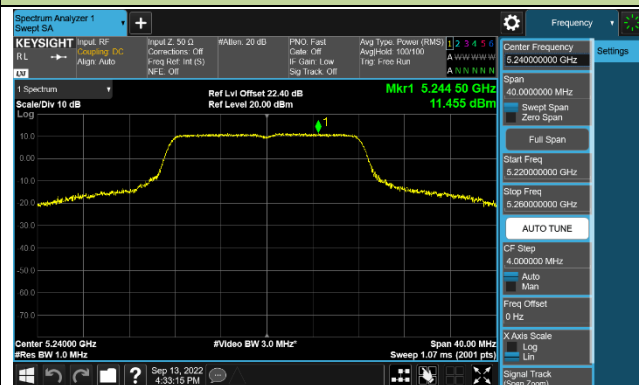 Spectrum Analyzer 1
Swept SA
+
Frequency
KEYSIGHT
RL
LXI
Input: RF
Coupling: DC
Align: Auto
Input Z: 50 Ω
Corrections: Off
Freq Ref: Int (S)
NFE: Off
#Atten: 20 dB
PNO: Fast
Gate: Off
IF Gain: Low
Sig Track: Off
Avg Type: Power (RMS)
Avg|Hold: 100/100
Trig: Free Run
1 2 3 4 5 6
A W W W W W
A N N N N N
1 Spectrum
Scale/Div 10 dB
Log
Ref Lvl Offset 22.40 dB
Ref Level 20.00 dBm
Mkr1 5.244 50 GHz
11.455 dBm
1
10.0
0.00
-10.0
-20.0
-30.0
-40.0
-50.0
-60.0
-70.0
Center 5.24000 GHz
#Res BW 1.0 MHz
#Video BW 3.0 MHz*
Span 40.00 MHz
Sweep 1.07 ms (2001 pts)
Center Frequency
5.240000000 GHz
Settings
Span
40.0000000 MHz
Swept Span
Zero Span
Full Span
Start Freq
5.220000000 GHz
Stop Freq
5.260000000 GHz
AUTO TUNE
CF Step
4.000000 MHz
Auto
Man
Freq Offset
0 Hz
X Axis Scale
Log
Lin
Signal Track
(Span Zoom)
?
Sep 13, 2022
4:33:15 PM